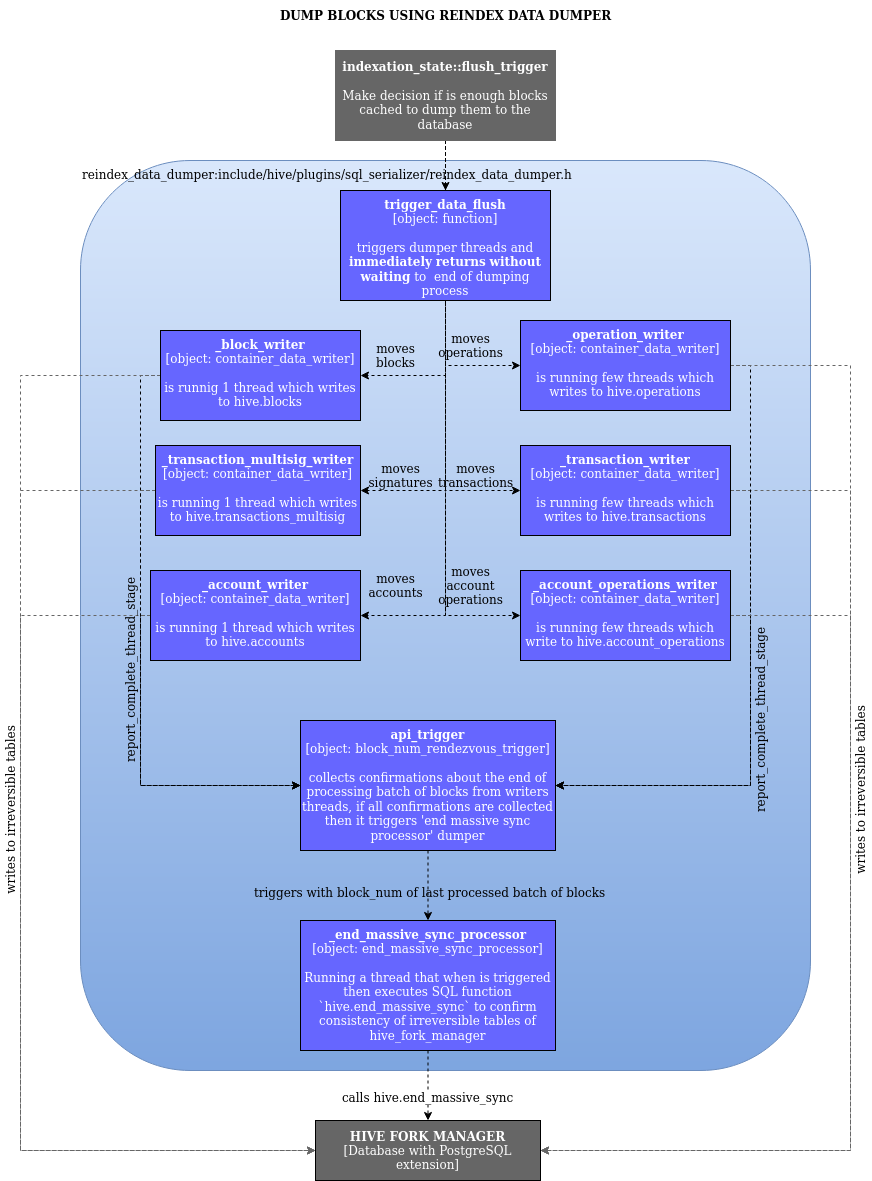 DUMP BLOCKS USING REINDEX DATA DUMPER
indexation_state::flush_trigger
Make decision if is enough blocks
cached to dump them to the
database
reindex_data_dumper:include/hive/plugins/sql_serializer/reindex_data_dumper.h
trigger_data_flush
[object: function]
triggers dumper threads and
immediately returns without
waiting to end of dumping
process
_block_writer
[object: container_data_writer]
is runnig 1 thread which writes
to hive.blocks
moves
blocks
moves
operations
_operation_writer
[object: container_data_writer]
is running few threads which
writes to hive.operations
_transaction_multisig_writer
[object: container_data_writer]
is running 1 thread which writes
to hive.transactions_multisig
moves
signatures
moves
transactions
_transaction_writer
[object: container_data_writer]
is running few threads which
writes to hive.transactions
_account_writer
[object: container_data_writer]
is running 1 thread which writes
to hive.accounts
moves
accounts
moves
account
operations
_account_operations_writer
[object: container_data_writer]
is running few threads which
write to hive.account_operations
report_complete_thread_stage
report_complete_thread_stage
api_trigger
[object: block_num_rendezvous_trigger]
collects confirmations about the end of
processing batch of blocks from writers
threads, if all confirmations are collected
then it triggers 'end massive sync
processor' dumper
writes to irreversible tables
writes to irreversible tables
triggers with block_num of last processed batch of blocks
_end_massive_sync_processor
[object: end_massive_sync_processor]
Running a thread that when is triggered
then executes SQL function
`hive.end_massive_sync` to confirm
consistency of irreversible tables of
hive_fork_manager
calls hive.end_massive_sync
HIVE FORK MANAGER
[Database with PostgreSQL
extension]